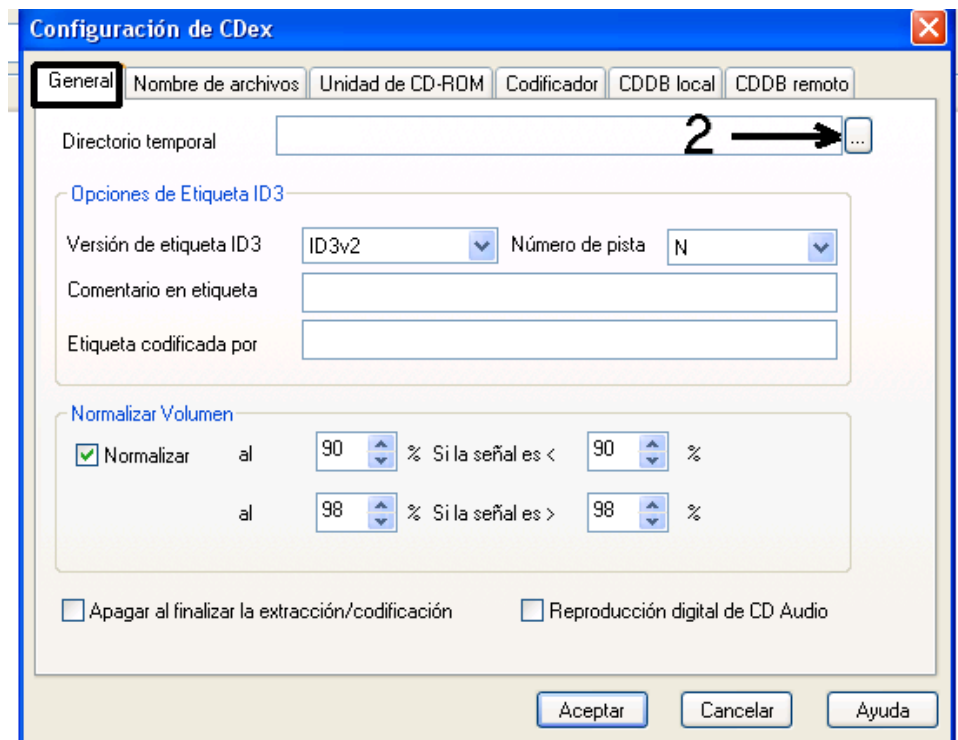 Configuración de CDex
General Nombre de archivos Unidad de CD-ROM Codificador CDDB local CDDB remoto
Directorio temporal 2 ...
Opciones de Etiqueta ID3
Versión de etiqueta ID3 ID3v2 Número de pista N
Comentario en etiqueta
Etiqueta codificada por
Normalizar Volumen
Normalizar al 90 % Si la señal es < 90 %
al 98 % Si la señal es > 98 %
Apagar al finalizar la extracción/codificación Reproducción digital de CD Audio
Aceptar Cancelar Ayuda